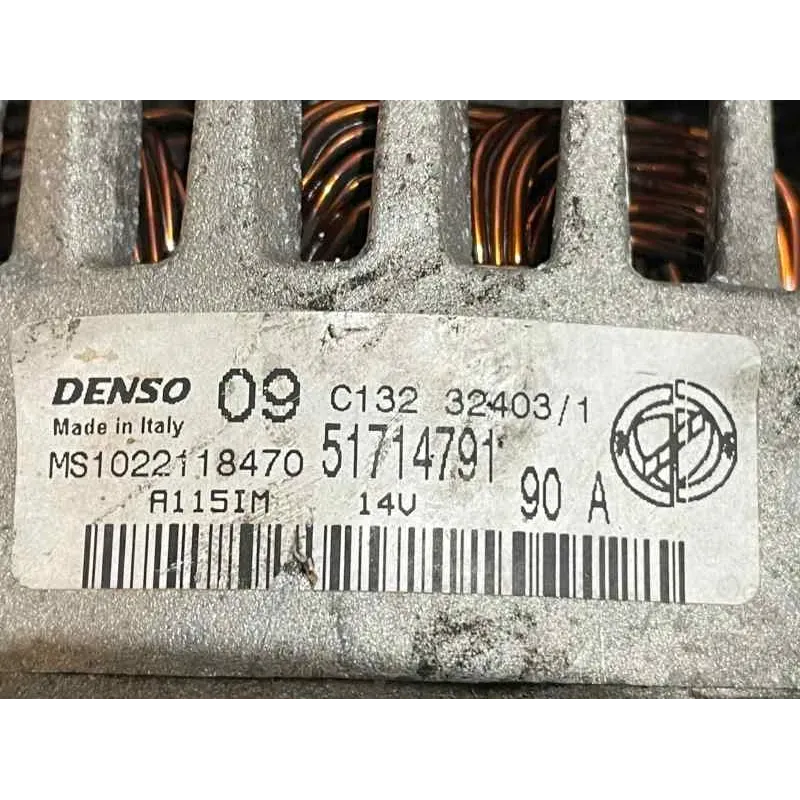 DENSO 09 C132 32403/1
Made in Italy
MS1022118470 51714791
A115IM 14V 90 A